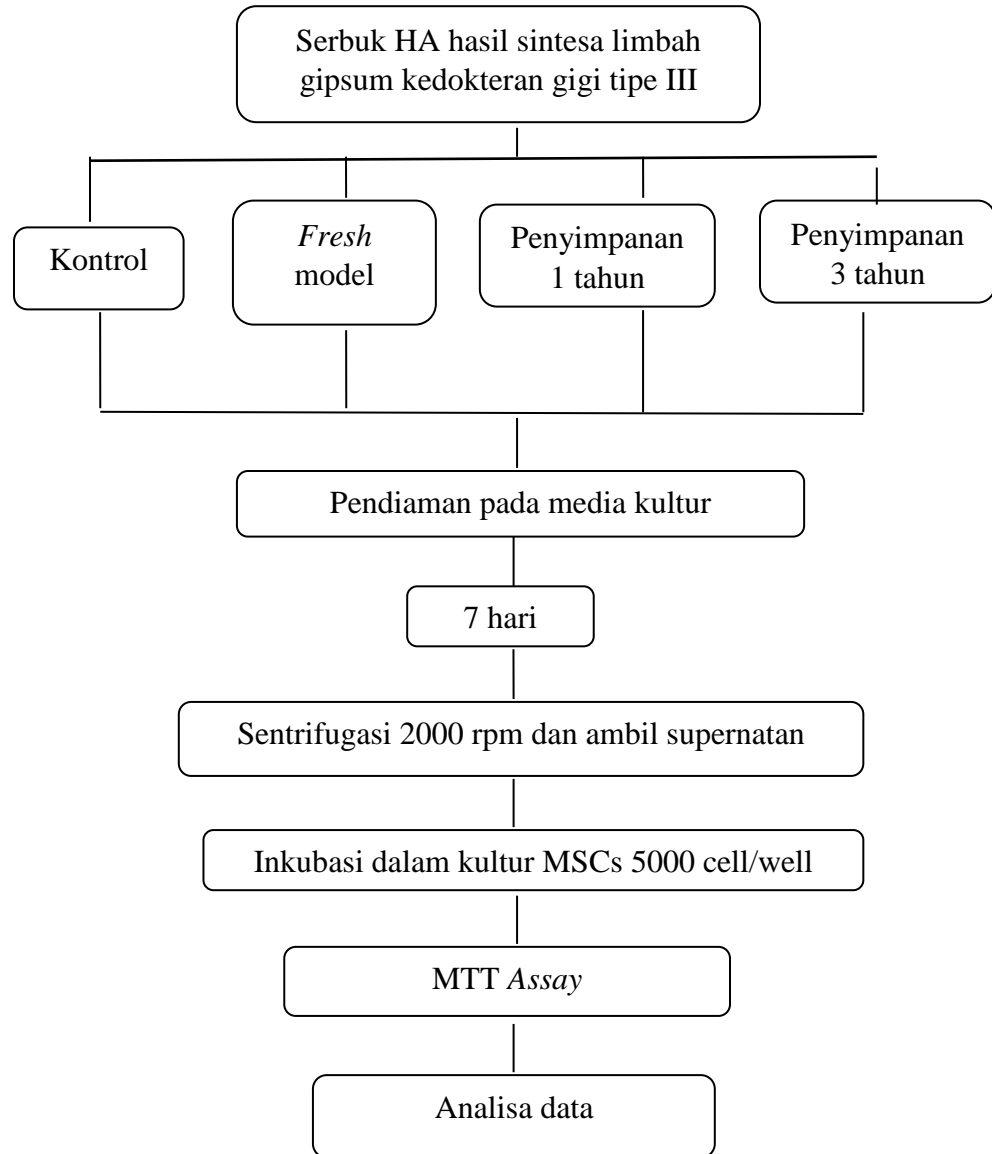 Serbuk HA hasil sintesa limbah
gipsum kedokteran gigi tipe III
Kontrol
Fresh
model
Penyimpanan
1 tahun
Penyimpanan
3 tahun
Pendiaman pada media kultur
7 hari
Sentrifugasi 2000 rpm dan ambil supernatan
Inkubasi dalam kultur MSCs 5000 cell/well
MTT Assay
Analisa data